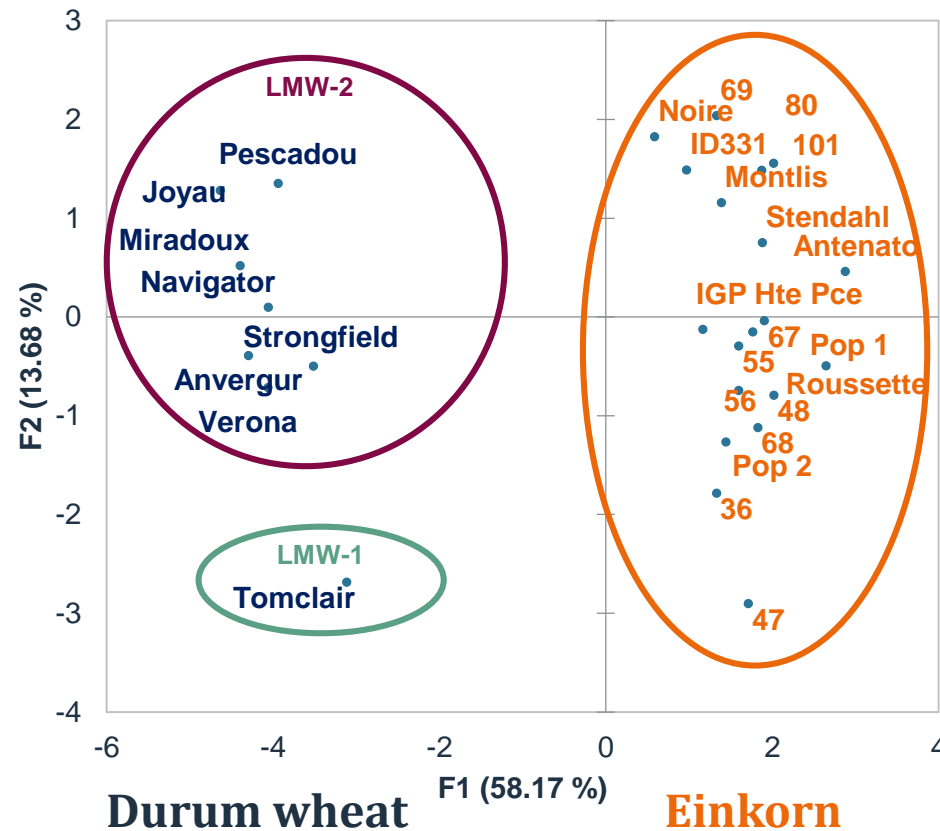 3
2
1
0
-1
-2
-3
-4
F2 (13.68 %)
LMW-2
Pescadou
Joyau
Miradoux
Navigator
Strongfield
Anvergur
Verona
LMW-1
Tomclair
69
80
Noire
ID331
101
Montlis
Stendahl
Antenato
IGP Hte Pce
67
Pop 1
55
Roussette
56
48
68
Pop 2
36
47
-6
-4
-2
0
2
4
F1 (58.17 %)
Durum wheat
Einkorn